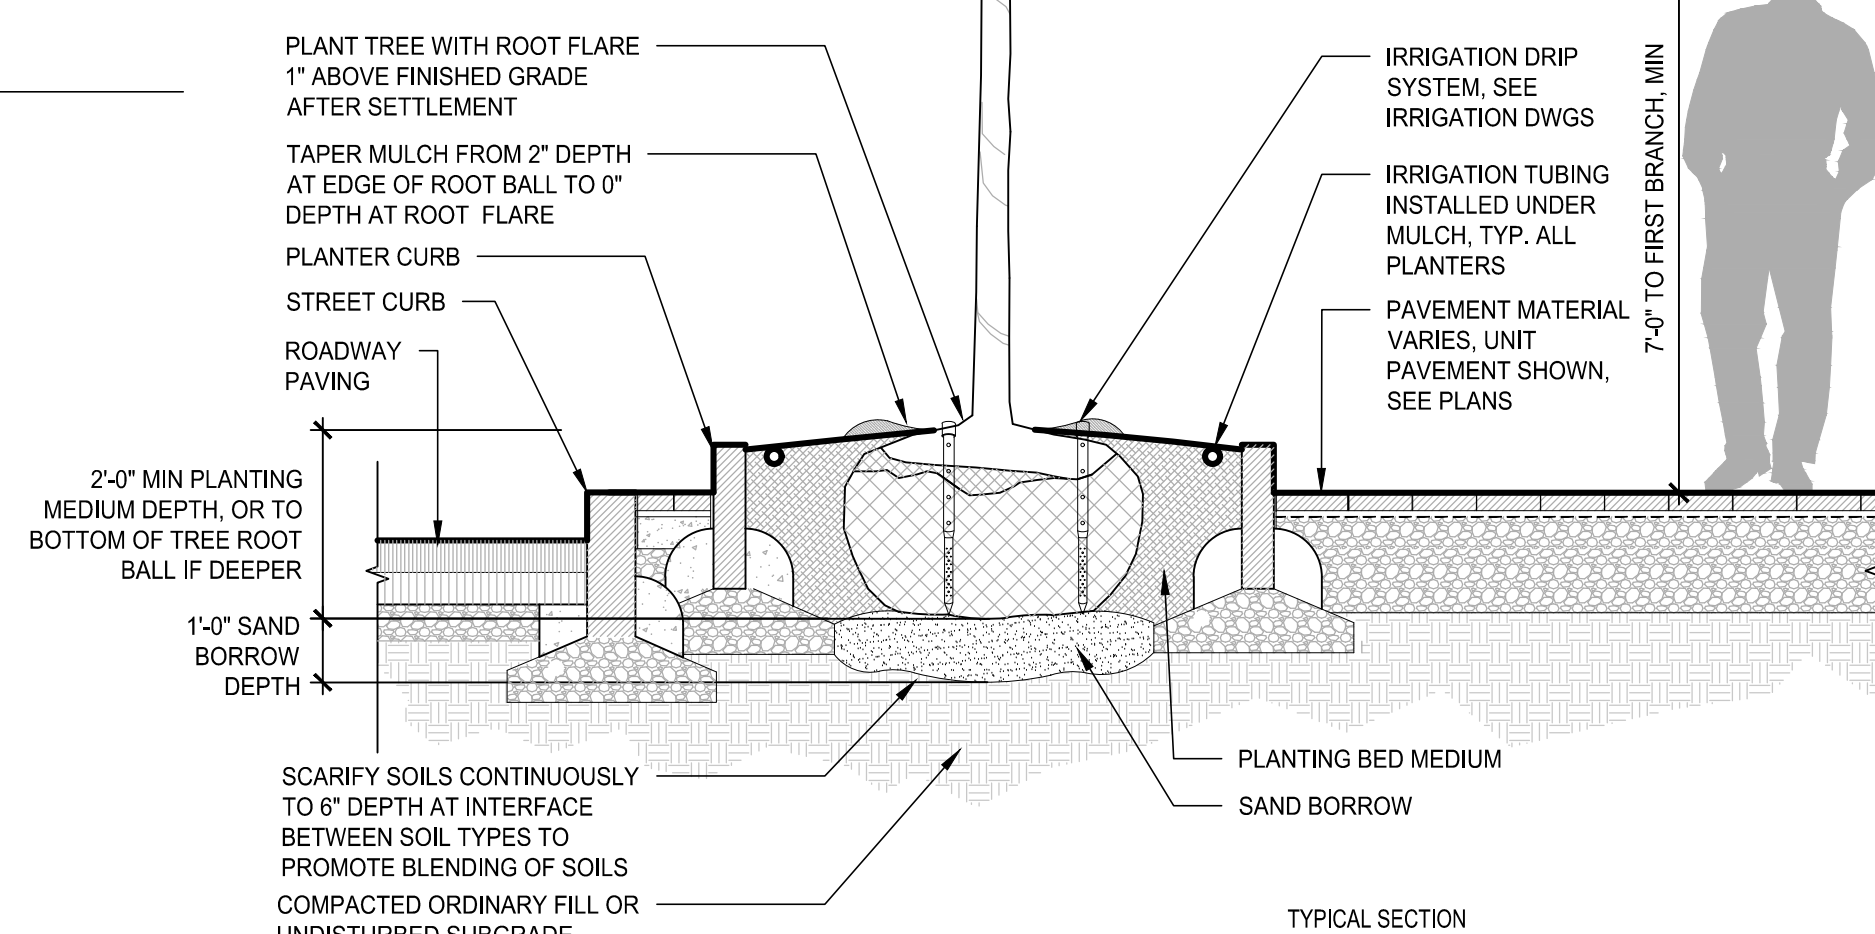 PLANT TREE WITH ROOT FLARE
1" ABOVE FINISHED GRADE
AFTER SETTLEMENT
TAPER MULCH FROM 2" DEPTH
AT EDGE OF ROOT BALL TO 0"
DEPTH AT ROOT FLARE
PLANTER CURB
STREET CURB
ROADWAY
PAVING
2'-0" MIN PLANTING
MEDIUM DEPTH, OR TO
BOTTOM OF TREE ROOT
BALL IF DEEPER
1'-0" SAND
BORROW
DEPTH
SCARIFY SOILS CONTINUOUSLY
TO 6" DEPTH AT INTERFACE
BETWEEN SOIL TYPES TO
PROMOTE BLENDING OF SOILS
COMPACTED ORDINARY FILL OR
UNDISTURBED SUBGRADE
IRRIGATION DRIP
SYSTEM, SEE
IRRIGATION DWGS
IRRIGATION TUBING
INSTALLED UNDER
MULCH, TYP. ALL
PLANTERS
PAVEMENT MATERIAL
VARIES, UNIT
PAVEMENT SHOWN,
SEE PLANS
7'-0" TO FIRST BRANCH, MIN
PLANTING BED MEDIUM
SAND BORROW
TYPICAL SECTION